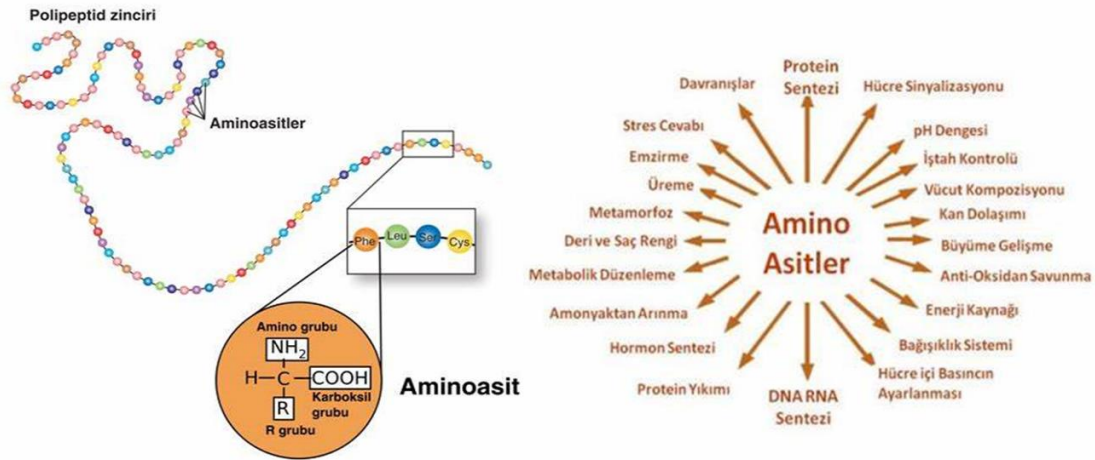 Polipeptid zinciri
Aminoasitler
Phe
Leu
Ser
Cys
Amino grubu
NH₂
H
C
COOH
R
Karboksil
grubu
R grubu
Aminoasit
Amino
Asitler
Protein
Sentezi
Hücre Sinyalizasyonu
pH Dengesi
İştah Kontrolü
Vücut Kompozisyonu
Kan Dolaşımı
Büyüme Gelişme
Anti-Oksidan Savunma
Enerji Kaynağı
Bağışıklık Sistemi
Hücre içi Basıncın
Ayarlanması
DNA RNA
Sentezi
Protein Yıkımı
Hormon Sentezi
Amonyaktan Arınma
Metabolik Düzenleme
Deri ve Saç Rengi
Metamorfoz
Üreme
Emzirme
Stres Cevabı
Davranışlar